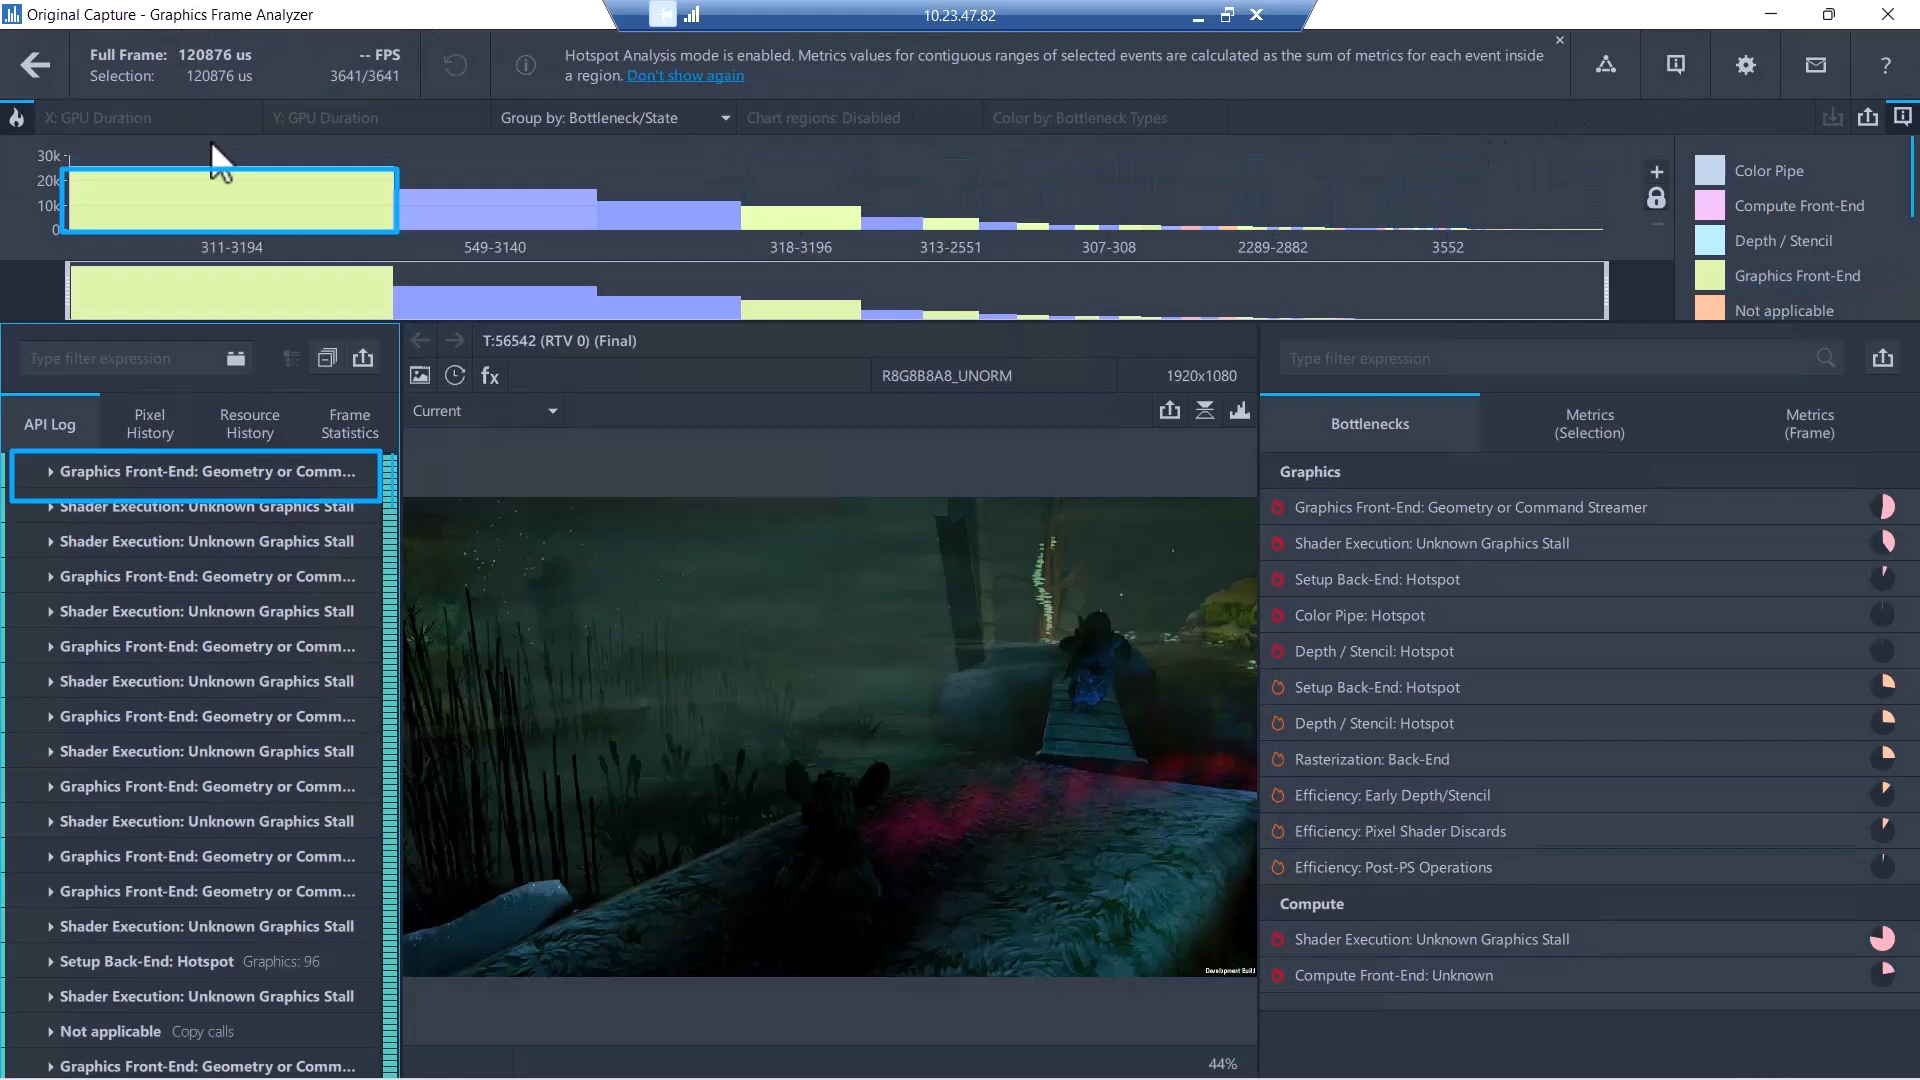 Original Capture - Graphics Frame Analyzer
10.23.47.82
Full Frame: 120876 us
-- FPS
Selection: 120876 us
3641/3641
Hotspot Analysis mode is enabled. Metrics values for contiguous ranges of selected events are calculated as the sum of metrics for each event inside
a region. Don't show again
X: GPU Duration
Y: GPU Duration
Group by: Bottleneck/State
Chart regions: Disabled
Color by: Bottleneck Types
30k
20k
10k
0
311-3194
549-3140
318-3196
313-2551
307-308
2289-2882
3552
Color Pipe
Compute Front-End
Depth / Stencil
Graphics Front-End
Not applicable
Type filter expression
API Log
Pixel
History
Resource
History
Frame
Statistics
Graphics Front-End: Geometry or Comm...
Shader Execution: Unknown Graphics Stall
Shader Execution: Unknown Graphics Stall
Graphics Front-End: Geometry or Comm...
Shader Execution: Unknown Graphics Stall
Graphics Front-End: Geometry or Comm...
Shader Execution: Unknown Graphics Stall
Graphics Front-End: Geometry or Comm...
Shader Execution: Unknown Graphics Stall
Graphics Front-End: Geometry or Comm...
Shader Execution: Unknown Graphics Stall
Graphics Front-End: Geometry or Comm...
Graphics Front-End: Geometry or Comm...
Shader Execution: Unknown Graphics Stall
Setup Back-End: Hotspot Graphics: 96
Shader Execution: Unknown Graphics Stall
Not applicable Copy calls
Graphics Front-End: Geometry or Comm...
T:56542 (RTV 0) (Final)
fx
R8G8B8A8_UNORM
1920x1080
Current
Development Build
44%
Type filter expression
Bottlenecks
Metrics
(Selection)
Metrics
(Frame)
Graphics
Graphics Front-End: Geometry or Command Streamer
Shader Execution: Unknown Graphics Stall
Setup Back-End: Hotspot
Color Pipe: Hotspot
Depth / Stencil: Hotspot
Setup Back-End: Hotspot
Depth / Stencil: Hotspot
Rasterization: Back-End
Efficiency: Early Depth/Stencil
Efficiency: Pixel Shader Discards
Efficiency: Post-PS Operations
Compute
Shader Execution: Unknown Graphics Stall
Compute Front-End: Unknown